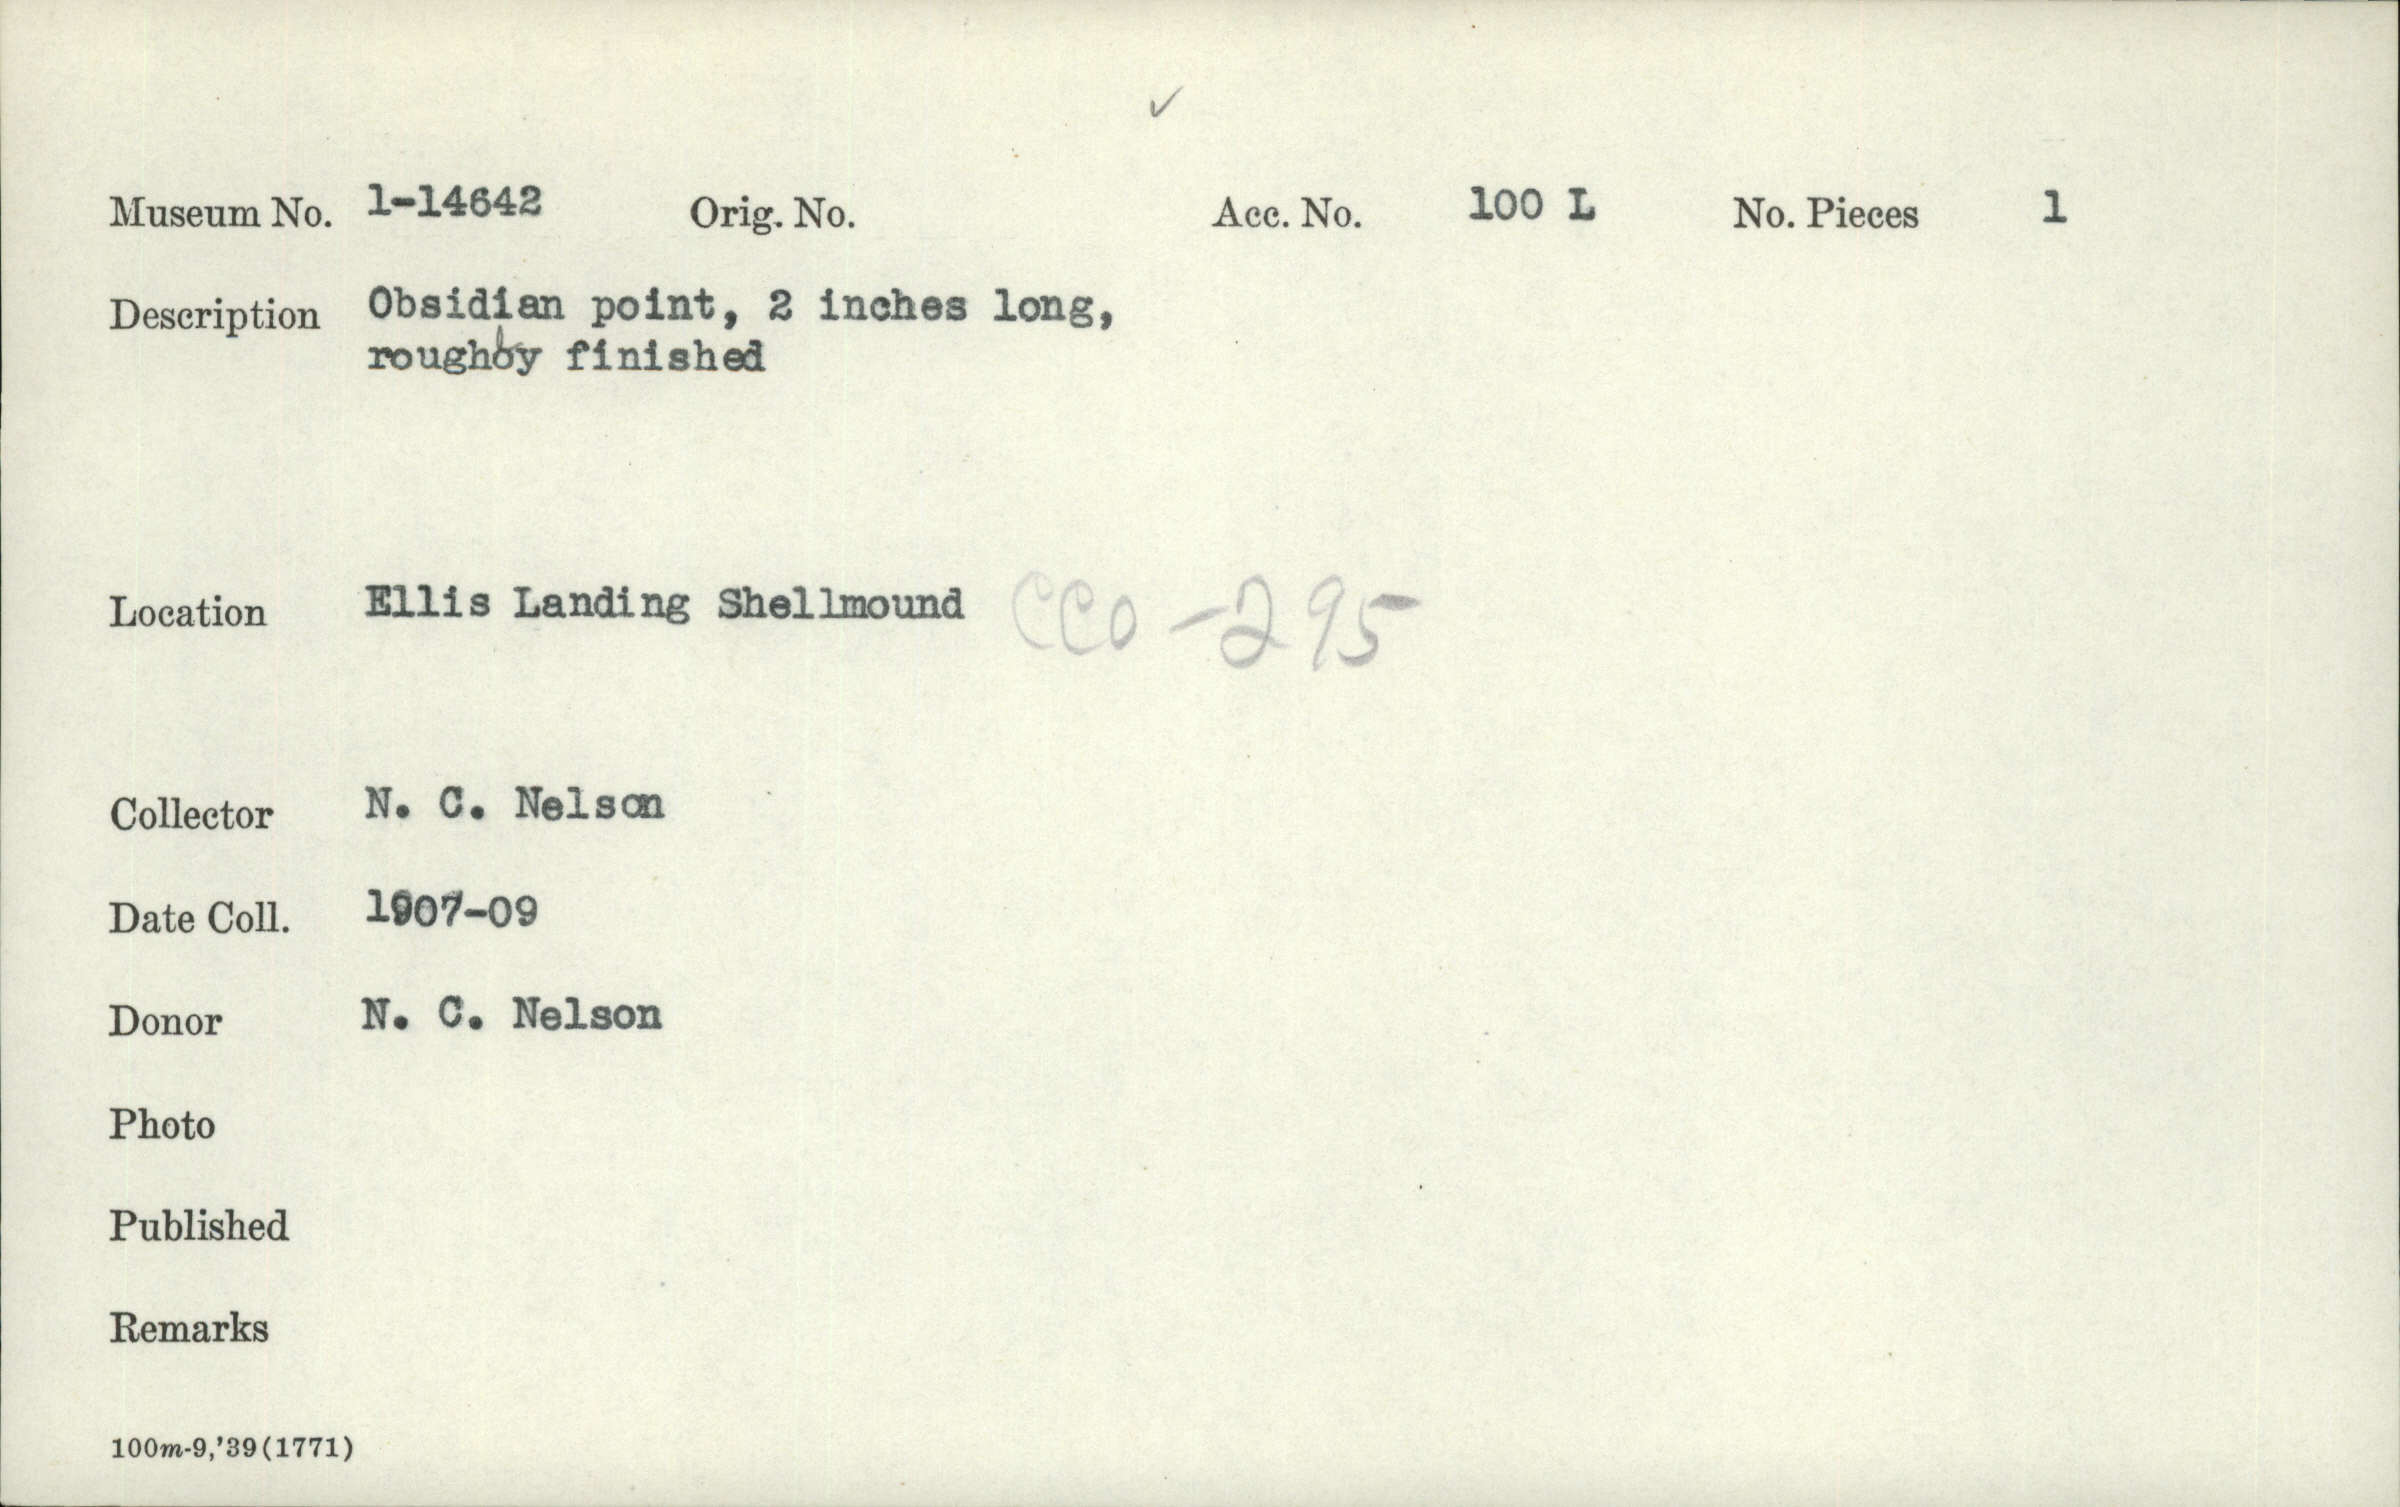 ✓
Museum No. 1-14642 Orig. No. Acc. No. 100 L No. Pieces 1
Description Obsidian point, 2 inches long,
roughly finished
Location Ellis Landing Shellmound CCO-295
Collector N. C. Nelson
Date Coll. 1907-09
Donor N. C. Nelson
Photo
Published
Remarks
100m-9,'39(1771)